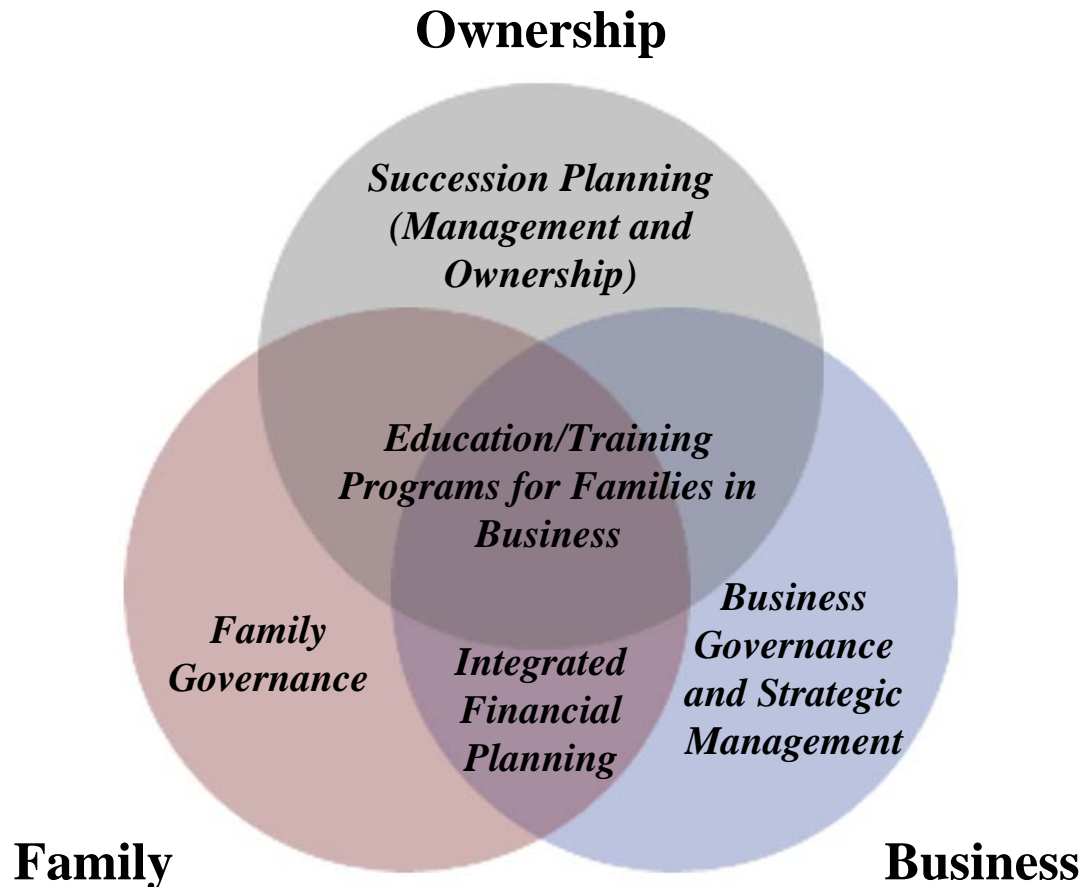 Ownership
Succession Planning
(Management and
Ownership)
Education/Training
Programs for Families in
Business
Family
Governance
Integrated
Financial
Planning
Business
Governance
and Strategic
Management
Family
Business